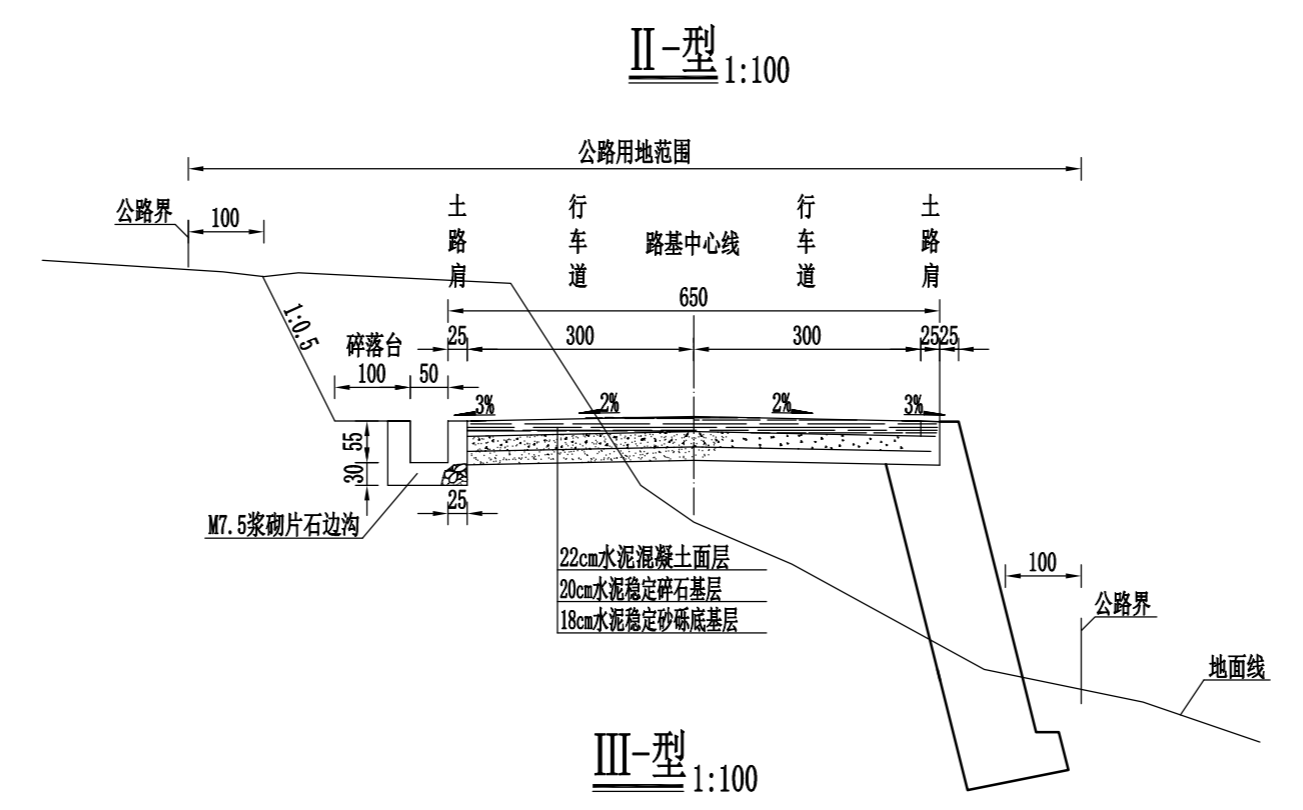 II-型 1:100
公路用地范围
公路界
100
土路肩
行车道
路基中心线
行车道
土路肩
650
1:0.5
碎落台
25
300
300
25
25
100
50
3%
2%
2%
3%
55
30
25
M7.5浆砌片石边沟
22cm水泥混凝土面层
20cm水泥稳定碎石基层
18cm水泥稳定砂砾底基层
100
公路界
地面线
III-型 1:100